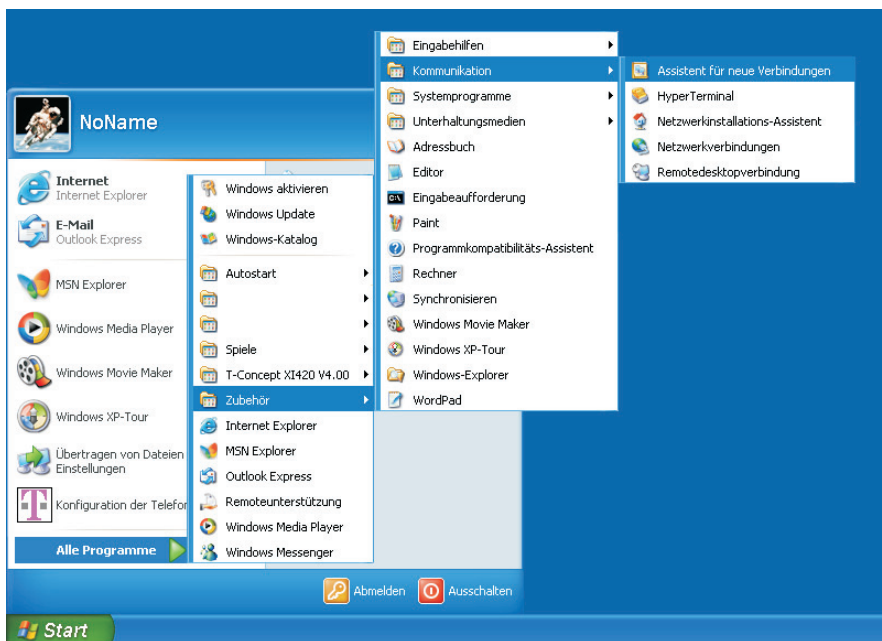 NoName
Internet
Internet Explorer
E-Mail
Outlook Express
MSN Explorer
Windows Media Player
Windows Movie Maker
Windows XP-Tour
Übertragen von Dateien
Einstellungen
Konfiguration der Telefor
Alle Programme
Windows aktivieren
Windows Update
Windows-Katalog
Autostart
Spiele
T-Concept XI420 V4.00
Zubehör
Internet Explorer
MSN Explorer
Outlook Express
Remoteunterstützung
Windows Media Player
Windows Messenger
Eingabehilfen
Kommunikation
Systemprogramme
Unterhaltungsmedien
Adressbuch
Editor
Eingabeaufforderung
Paint
Programmkompatibilitäts-Assistent
Rechner
Synchronisieren
Windows Movie Maker
Windows XP-Tour
Windows-Explorer
WordPad
Assistent für neue Verbindungen
HyperTerminal
Netzwerkinstallations-Assistent
Netzwerkverbindungen
Remotedesktopverbindung
Abmelden
Ausschalten
Start